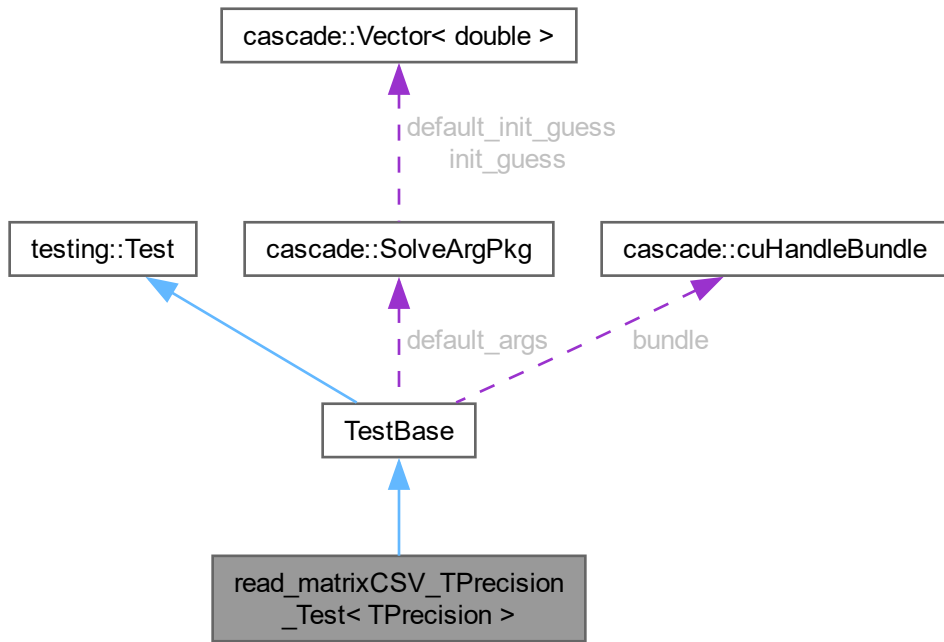 cascade::Vector< double >
default_init_guess
init_guess
testing::Test
cascade::SolveArgPkg
cascade::cuHandleBundle
default_args
bundle
TestBase
read_matrixCSV_TPrecision
_Test< TPrecision >